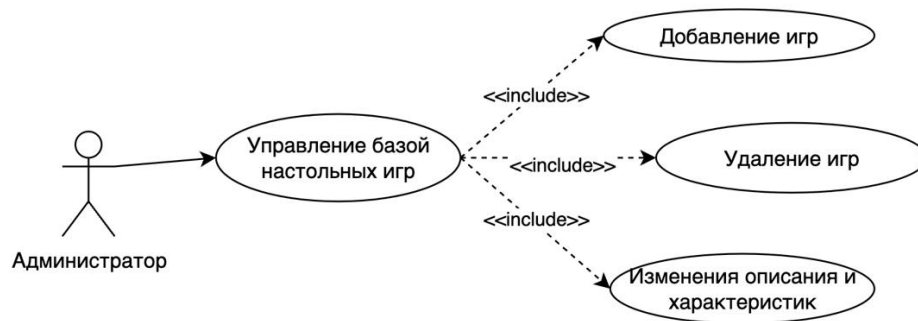 Добавление игр
<<include>>
Управление базой
настольных игр
<<include>>
Удаление игр
<<include>>
Администратор
Изменения описания и
характеристик